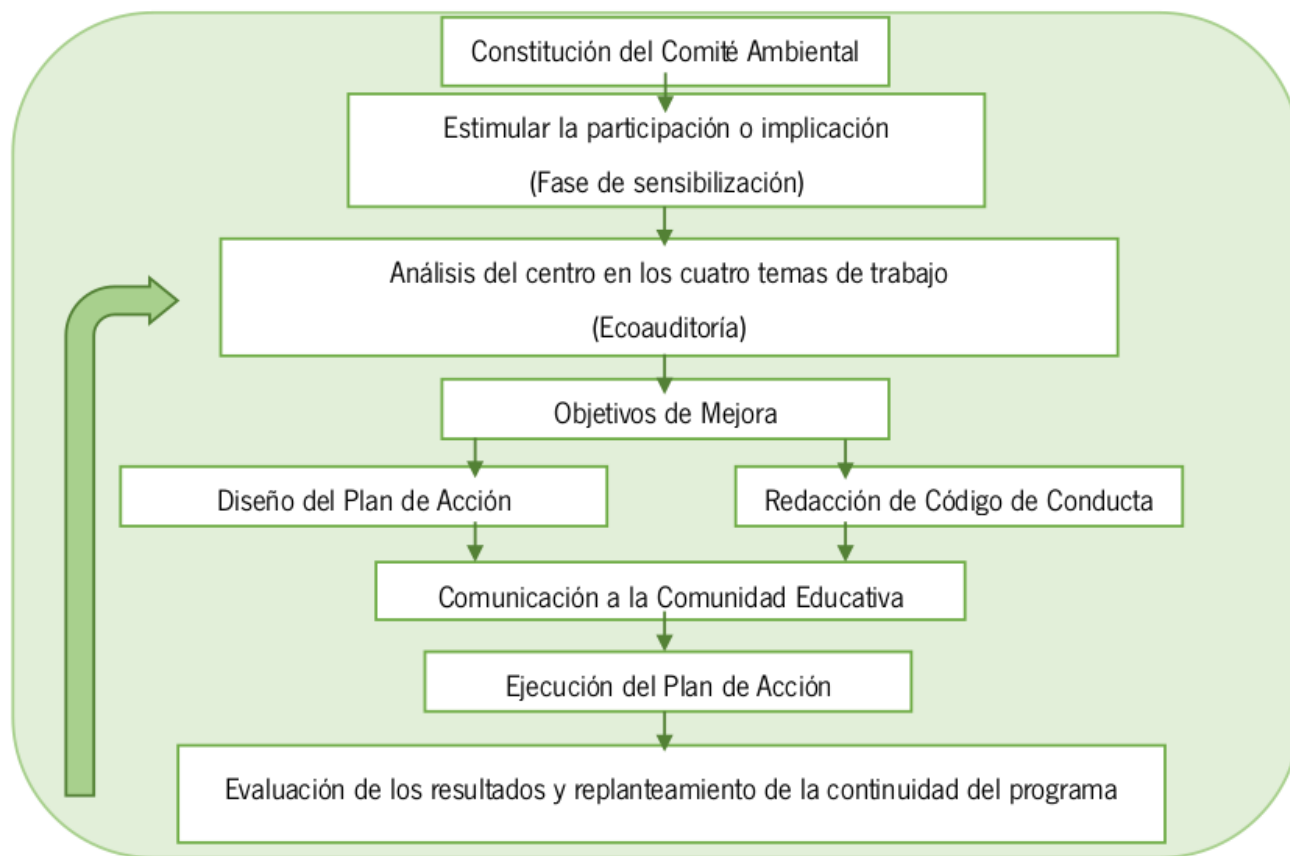 Constitución del Comité Ambiental
Estimular la participación o implicación
(Fase de sensibilización)
Análisis del centro en los cuatro temas de trabajo
(Ecoauditoría)
Objetivos de Mejora
Diseño del Plan de Acción
Redacción de Código de Conducta
Comunicación a la Comunidad Educativa
Ejecución del Plan de Acción
Evaluación de los resultados y replanteamiento de la continuidad del programa